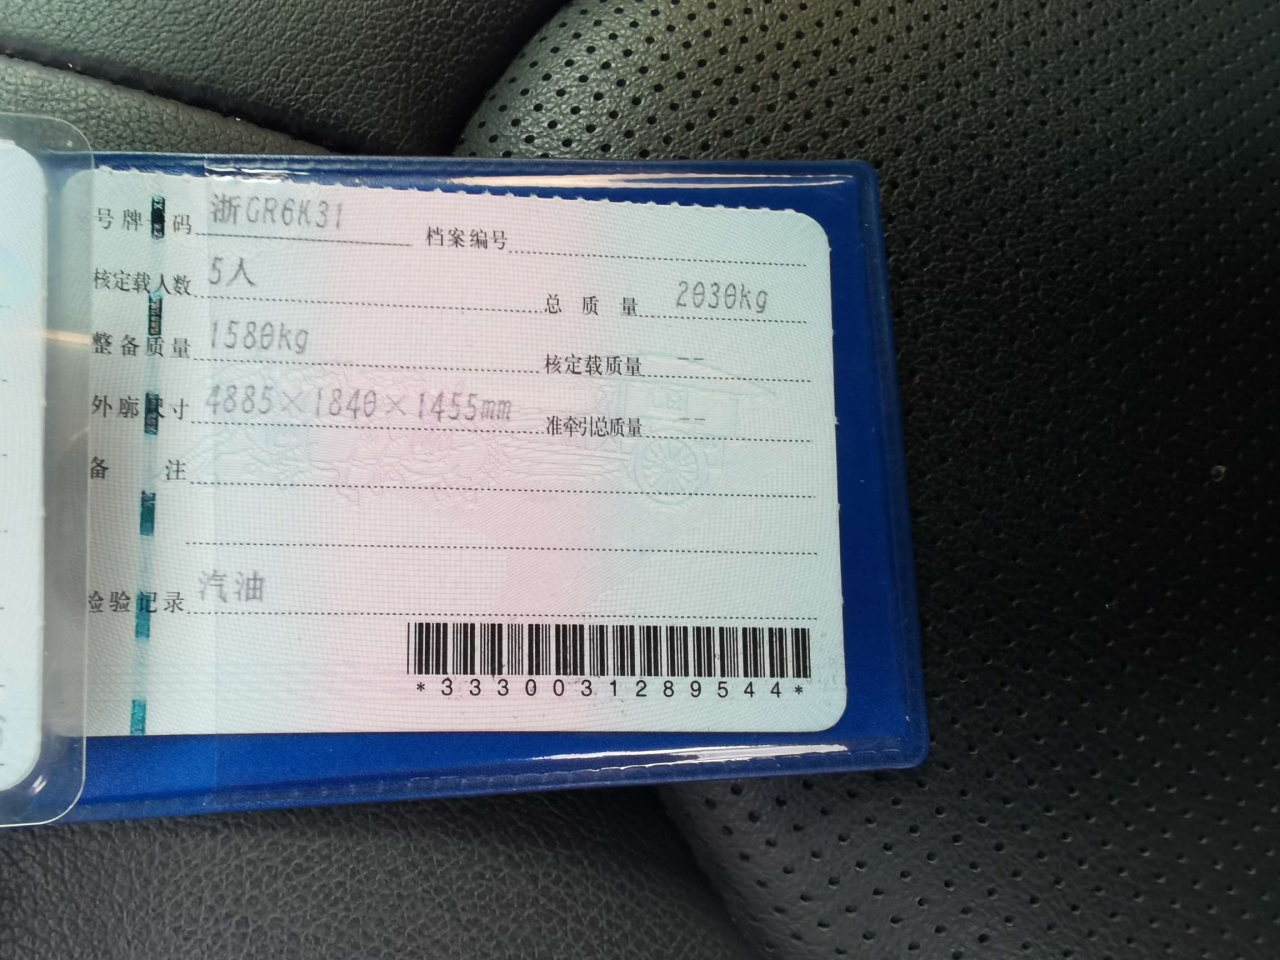 号牌号码 浙GR6K31 档案编号
核定载人数 5人 总质量 2030kg
整备质量 1580kg 核定载质量 --
外廓尺寸 4885×1840×1455mm 准牵引总质量 --
备注
检验记录 汽油
*3330031289544*